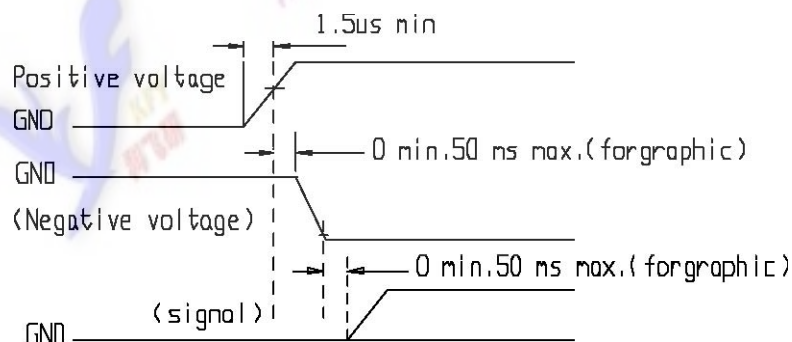 1.5us min
Positive voltage
GND
0 min.50 ms max.(forgraphic)
GND
(Negative voltage)
0 min.50 ms max.(forgraphic)
(signal)
GND